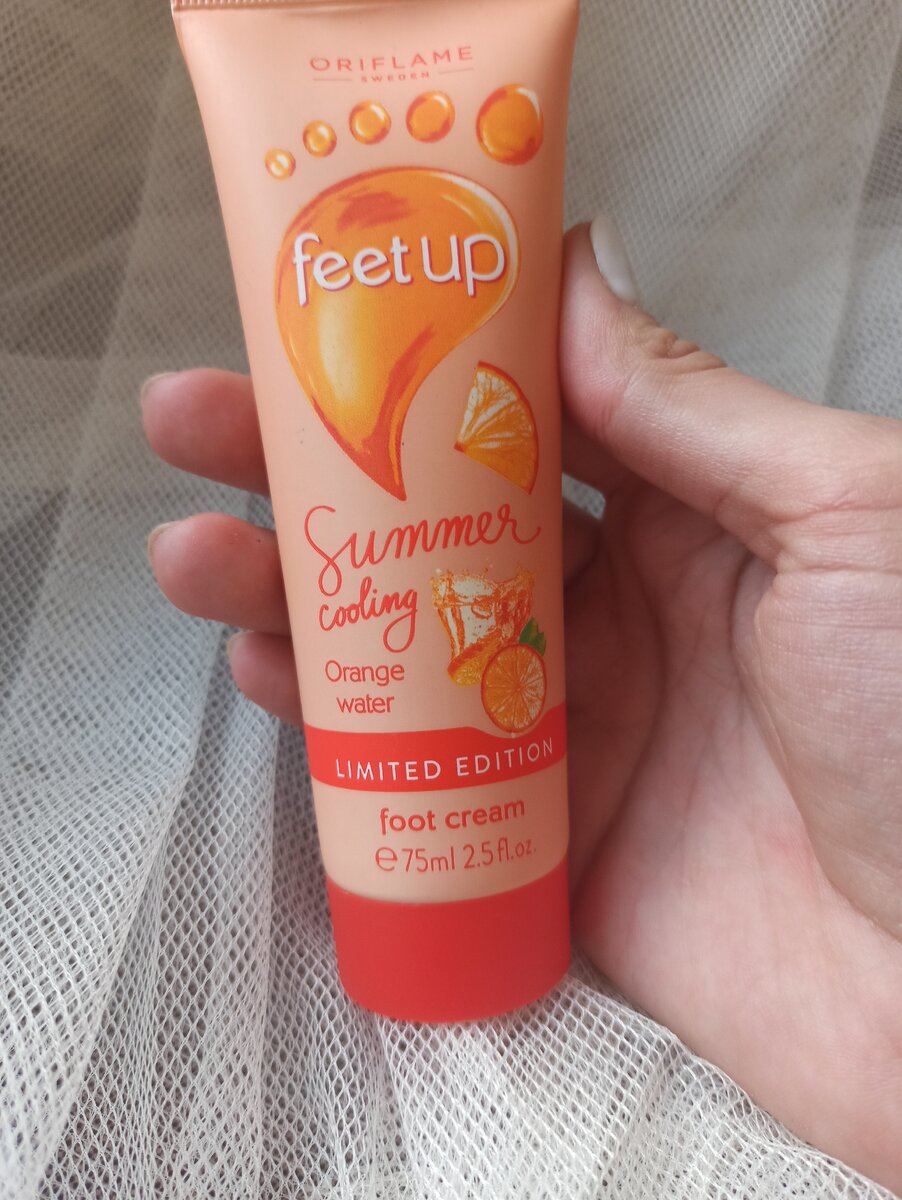 ORIFLAME
SWEDEN
feet up
Summer
cooling
Orange
water
LIMITED EDITION
foot cream
℮75ml 2.5fl.oz.